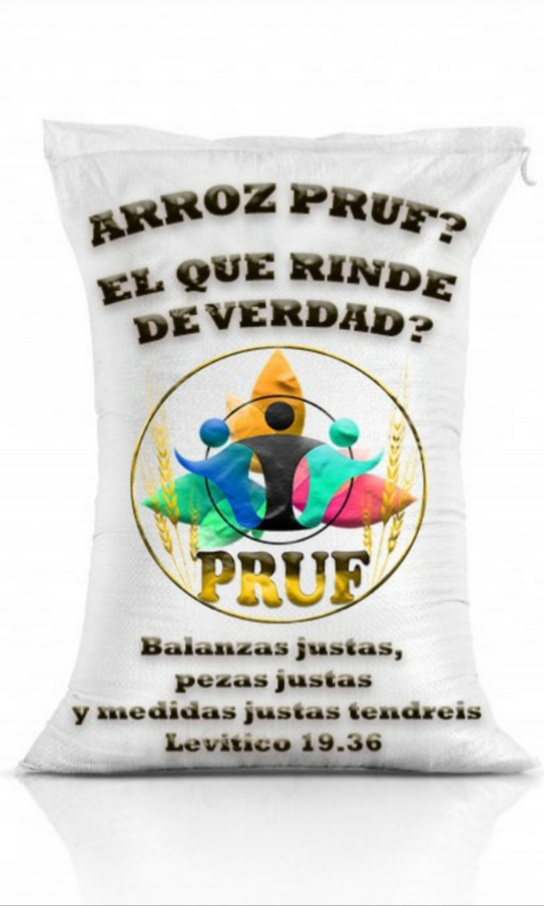 ARROZ PRUF?
EL QUE RINDE
DE VERDAD?
PRUF
Balanzas justas,
pezas justas
y medidas justas tendreis
Levitico 19.36